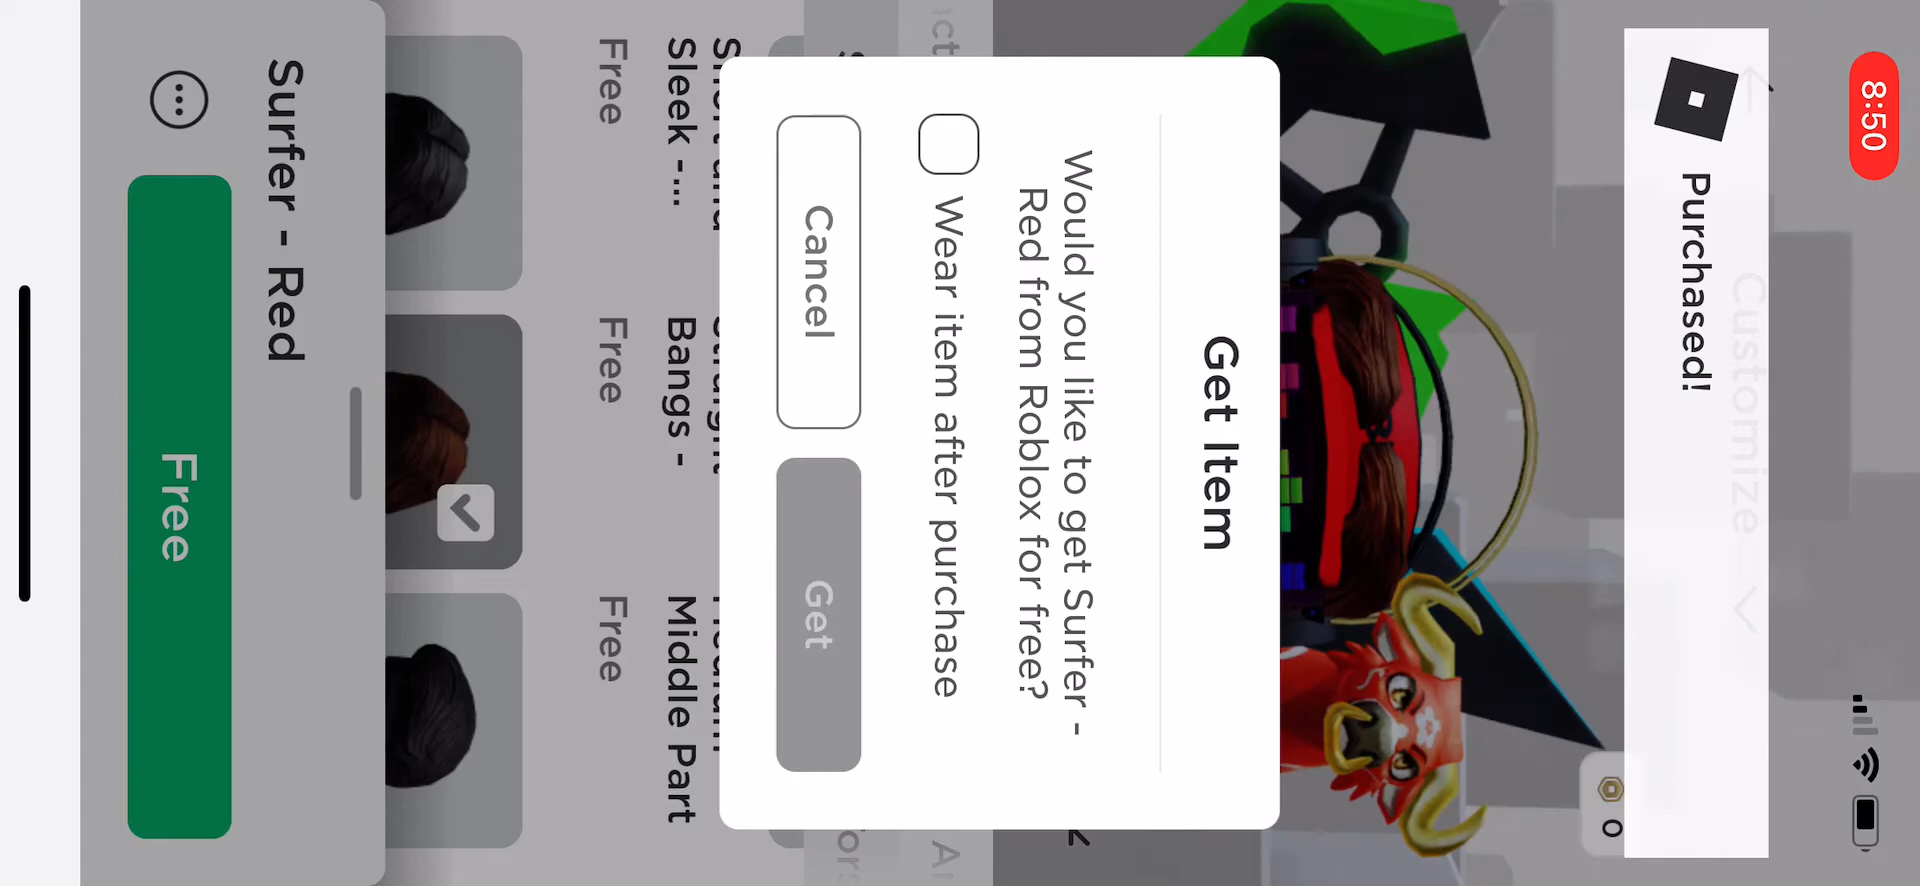 8:50
Purchased!
Customize
0
Get Item
Would you like to get Surfer -
Red from Roblox for free?
Wear item after purchase
Cancel
Get
Sleek -...
Bangs -
Middle Part
Free
Free
Free
Surfer - Red
Free